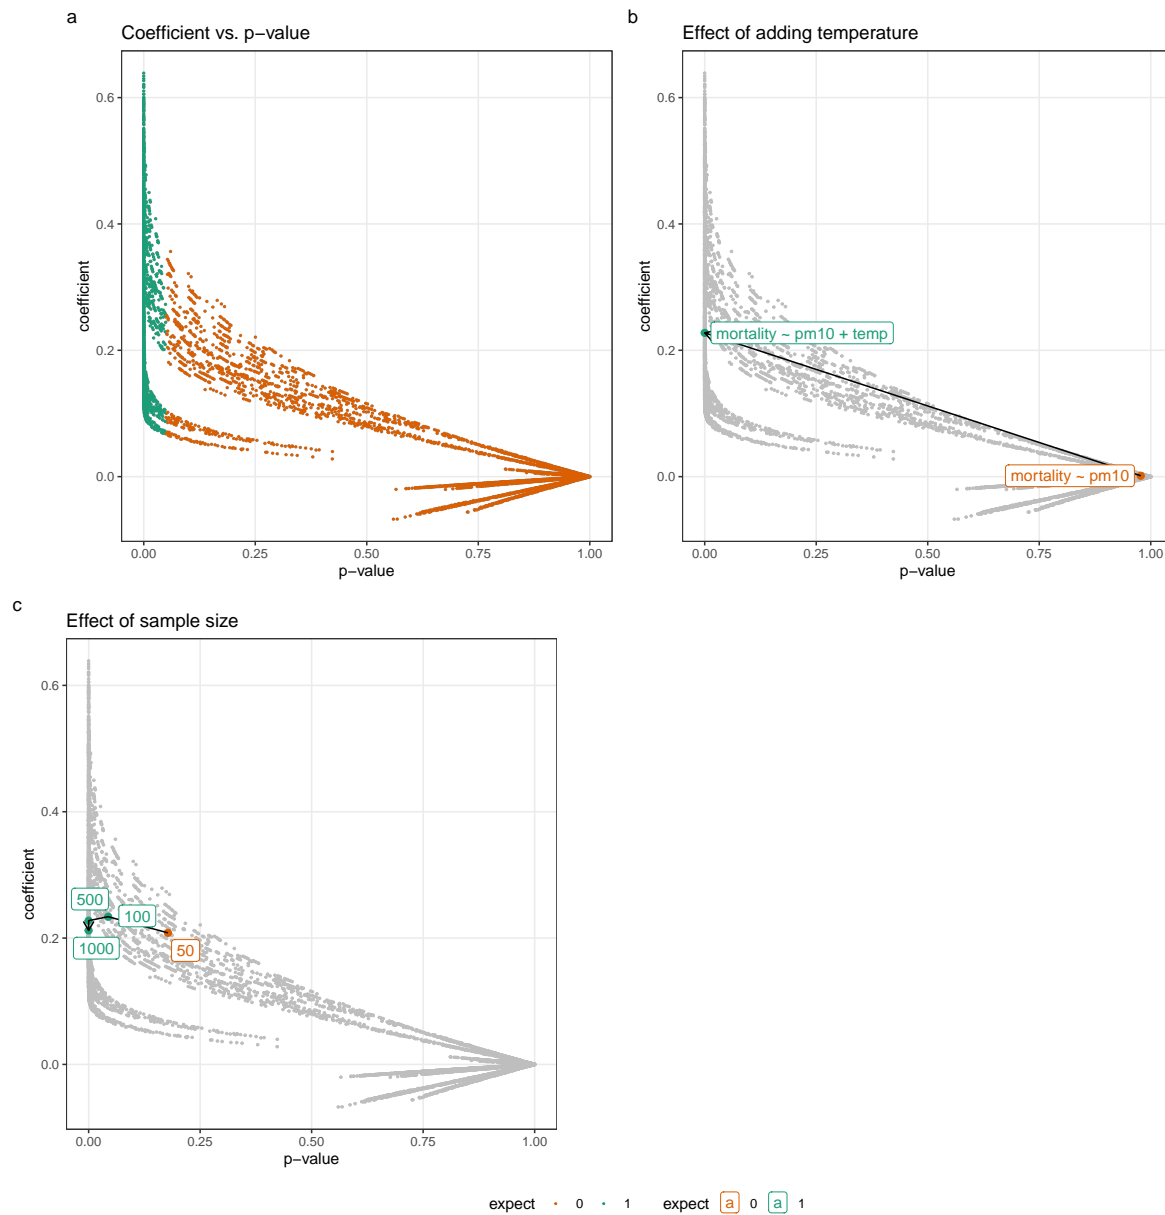 a
Coefficient vs. p−value
0.6
0.4
0.2
0.0
coefficient
0.00 0.25 0.50 0.75 1.00
p−value
b
Effect of adding temperature
0.6
0.4
0.2
0.0
coefficient
mortality ~ pm10 + temp
mortality ~ pm10
0.00 0.25 0.50 0.75 1.00
p−value
c
Effect of sample size
0.6
0.4
0.2
0.0
coefficient
500
100
1000
50
0.00 0.25 0.50 0.75 1.00
p−value
expect 0 1 expect a 0 a 1